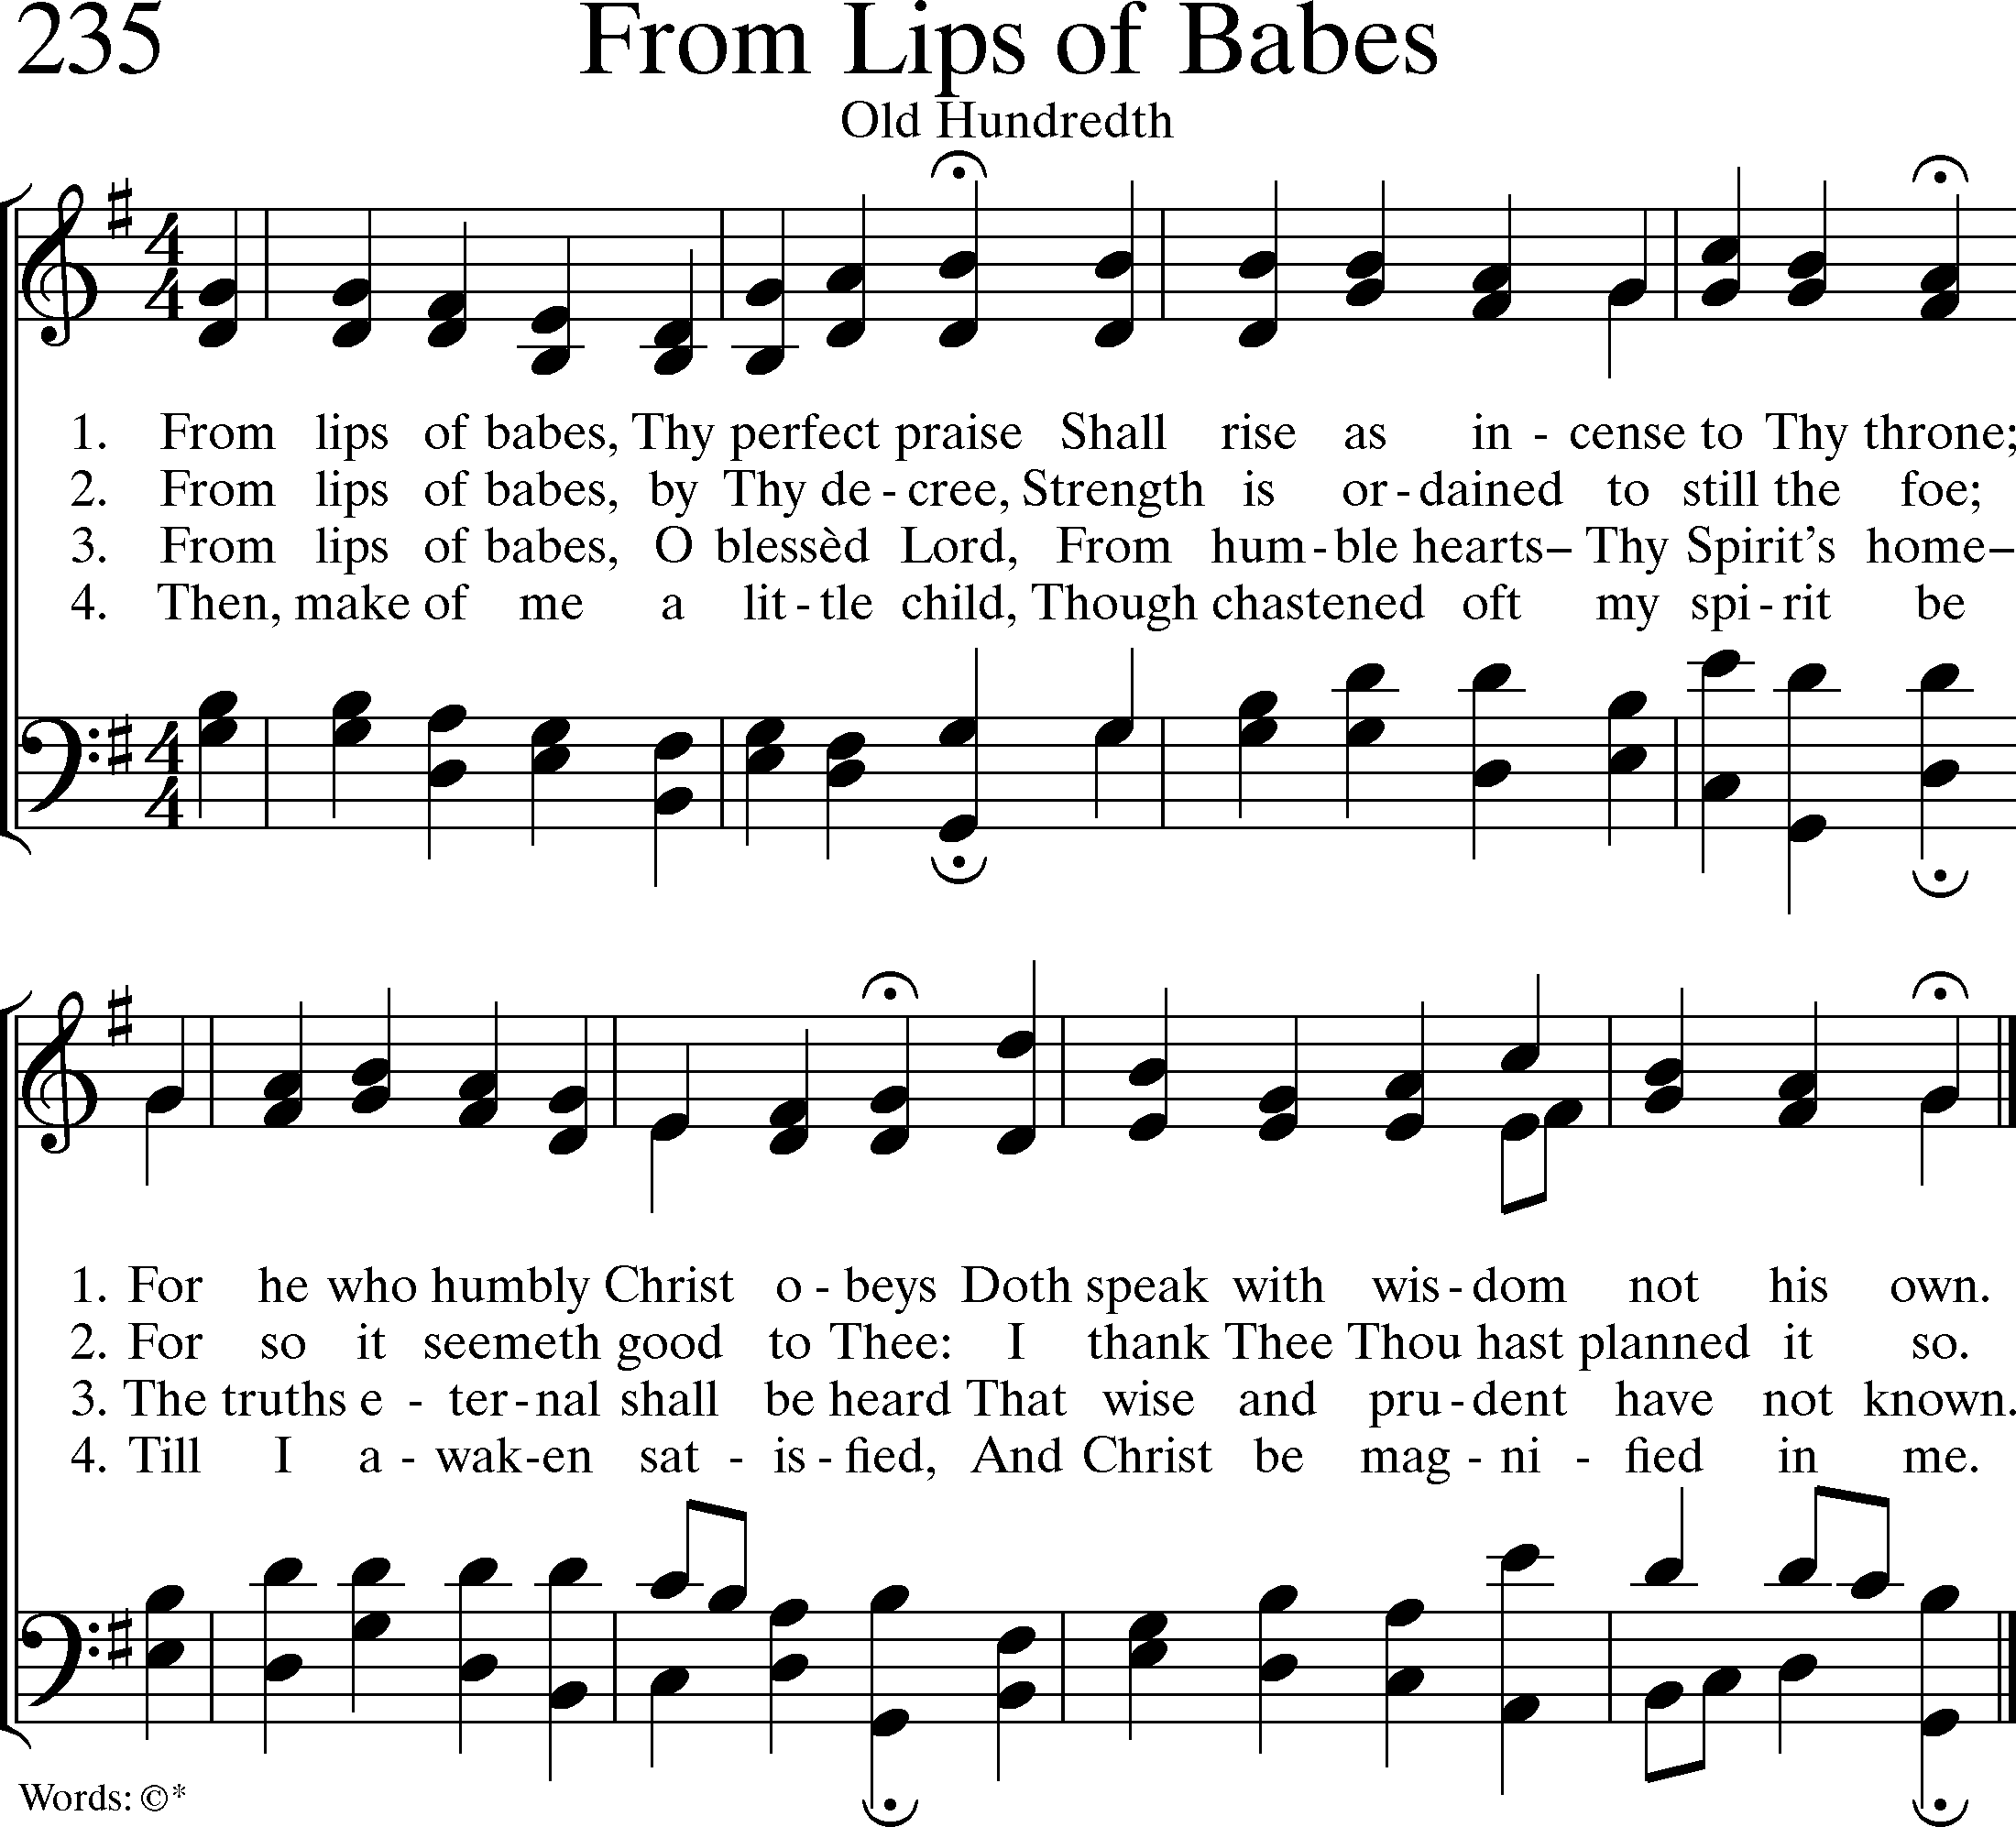 235 From Lips of Babes
Old Hundredth
4 4
1. From lips of babes, Thy perfect praise Shall rise as in - cense to Thy throne;
2. From lips of babes, by Thy de - cree, Strength is or - dained to still the foe;
3. From lips of babes, O blessèd Lord, From hum - ble hearts– Thy Spirit’s home–
4. Then, make of me a lit - tle child, Though chastened oft my spi - rit be
4 4
1. For he who humbly Christ o - beys Doth speak with wis - dom not his own.
2. For so it seemeth good to Thee: I thank Thee Thou hast planned it so.
3. The truths e - ter - nal shall be heard That wise and pru - dent have not known.
4. Till I a - wak - en sat - is - fied, And Christ be mag - ni - fied in me.
Words: ©*